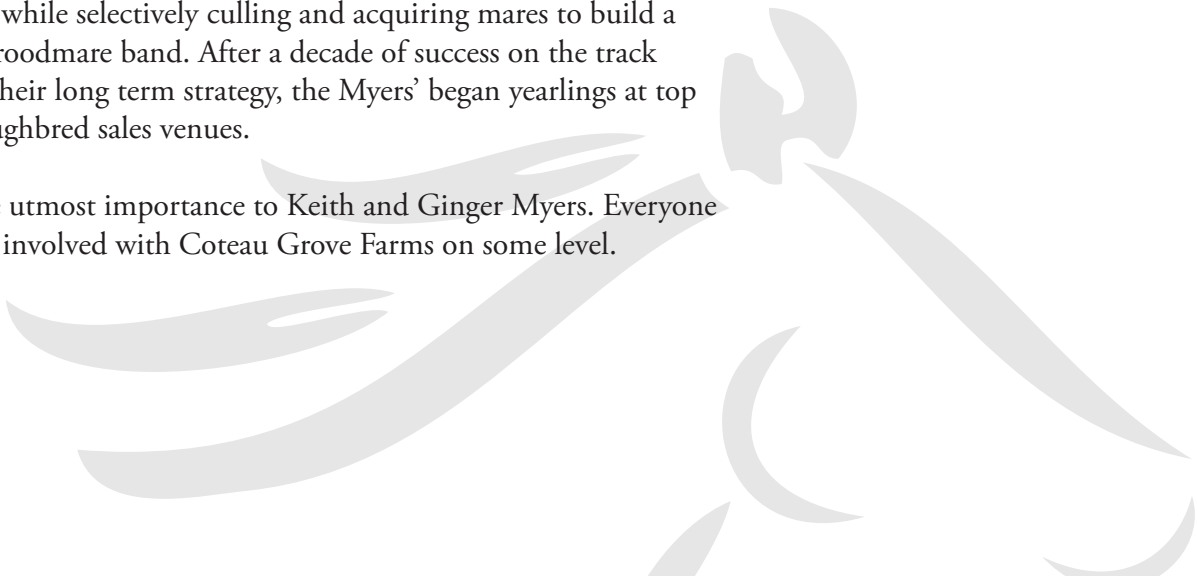 while selectively culling and acquiring mares to build a
roodmare band. After a decade of success on the track
heir long term strategy, the Myers’ began yearlings at top
ughbred sales venues.
utmost importance to Keith and Ginger Myers. Everyone
involved with Coteau Grove Farms on some level.